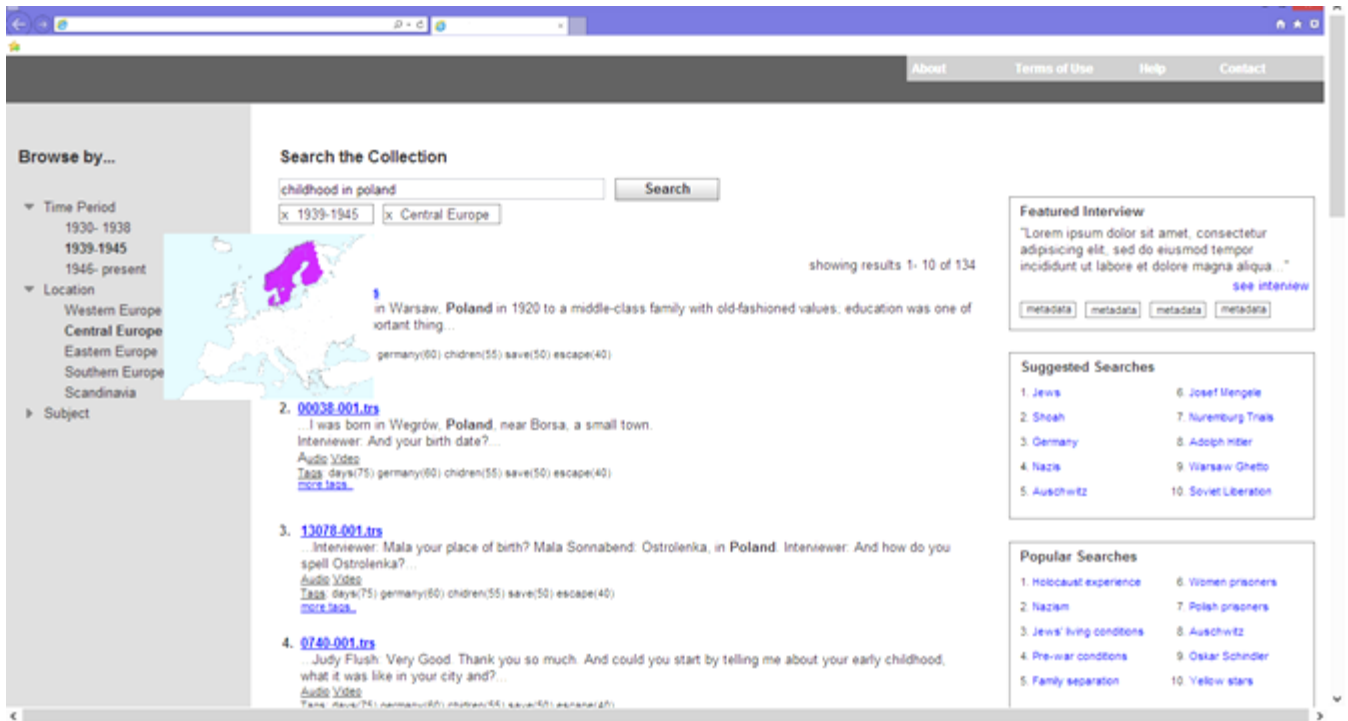 About Terms of Use Help Contact
Browse by...
Time Period
1930- 1938
1939-1945
1946- present
Location
Western Europe
Central Europe
Eastern Europe
Southern Europe
Scandinavia
Subject
Search the Collection
childhood in poland Search
x 1939-1945 x Central Europe
showing results 1- 10 of 134
in Warsaw, Poland in 1920 to a middle-class family with old-fashioned values; education was one of
ortant thing...
germany(60) chidren(55) save(50) escape(40)
2. 00038-001.trs
...I was born in Wegrów, Poland, near Borsa, a small town.
Interviewer: And your birth date?...
Audio Video
Tags: days(75) germany(60) chidren(55) save(50) escape(40)
more tags..
3. 13078-001.trs
...Interviewer: Mala your place of birth? Mala Sonnabend: Ostrolenka, in Poland. Interviewer: And how do you
spell Ostrolenka?...
Audio Video
Tags: days(75) germany(60) chidren(55) save(50) escape(40)
more tags..
4. 0740-001.trs
...Judy Flush: Very Good. Thank you so much. And could you start by telling me about your early childhood,
what it was like in your city and?...
Audio Video
Tags: days(75) germany(60) chidren(55) save(50) escape(40)
Featured Interview
"Lorem ipsum dolor sit amet, consectetur
adipisicing elit, sed do eiusmod tempor
incididunt ut labore et dolore magna aliqua..."
see interview
metadata metadata metadata metadata
Suggested Searches
1. Jews 6. Josef Mengele
2. Shoah 7. Nuremburg Trials
3. Germany 8. Adolph Hitler
4. Nazis 9. Warsaw Ghetto
5. Auschwitz 10. Soviet Liberation
Popular Searches
1. Holocaust experience 6. Women prisoners
2. Nazism 7. Polish prisoners
3. Jews' living conditions 8. Auschwitz
4. Pre-war conditions 9. Oskar Schindler
5. Family separation 10. Yellow stars